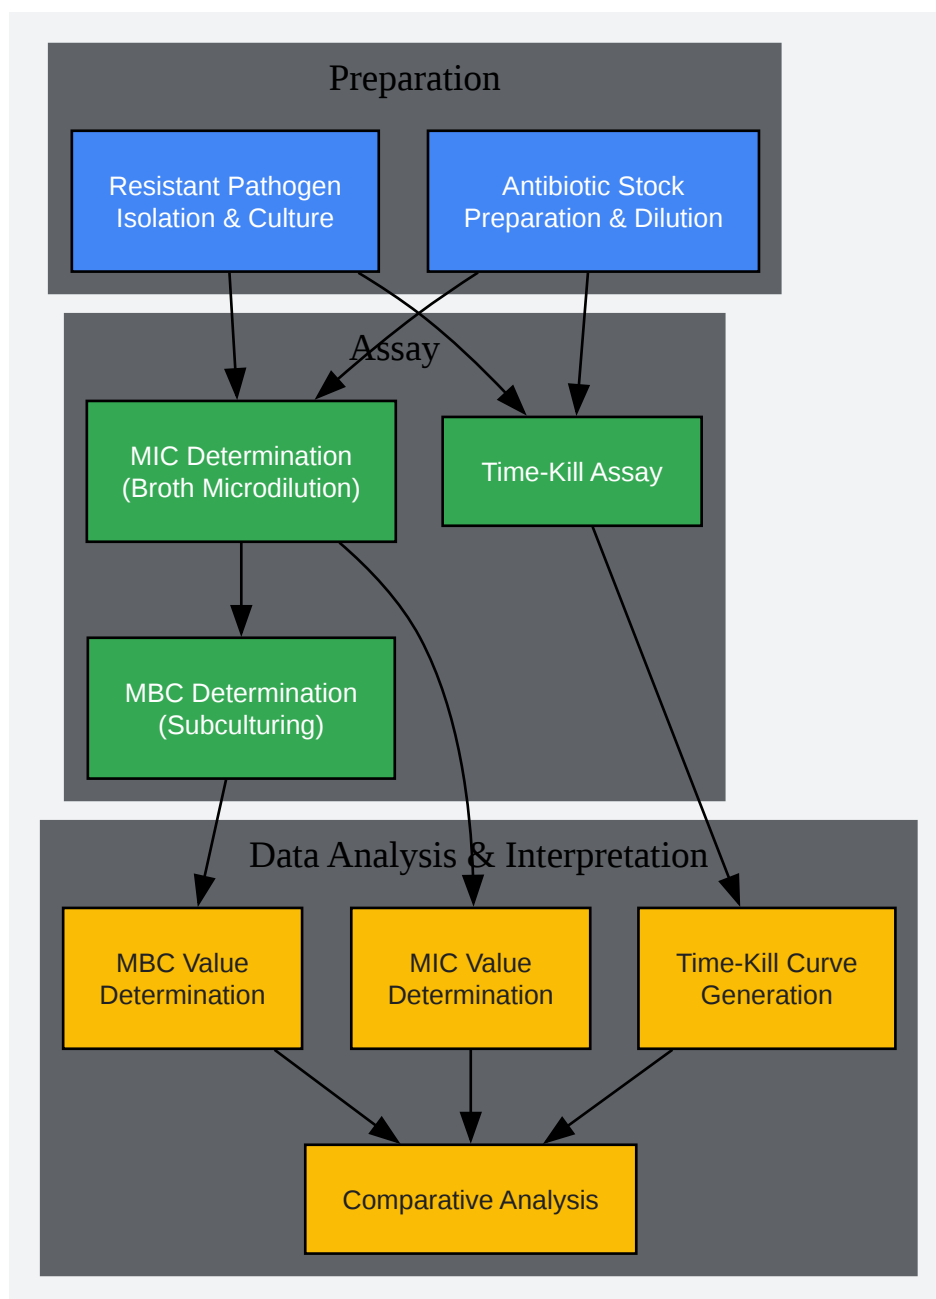 Preparation
Resistant Pathogen
Isolation & Culture
Antibiotic Stock
Preparation & Dilution
Assay
MIC Determination
(Broth Microdilution)
Time-Kill Assay
MBC Determination
(Subculturing)
Data Analysis & Interpretation
MBC Value
Determination
MIC Value
Determination
Time-Kill Curve
Generation
Comparative Analysis